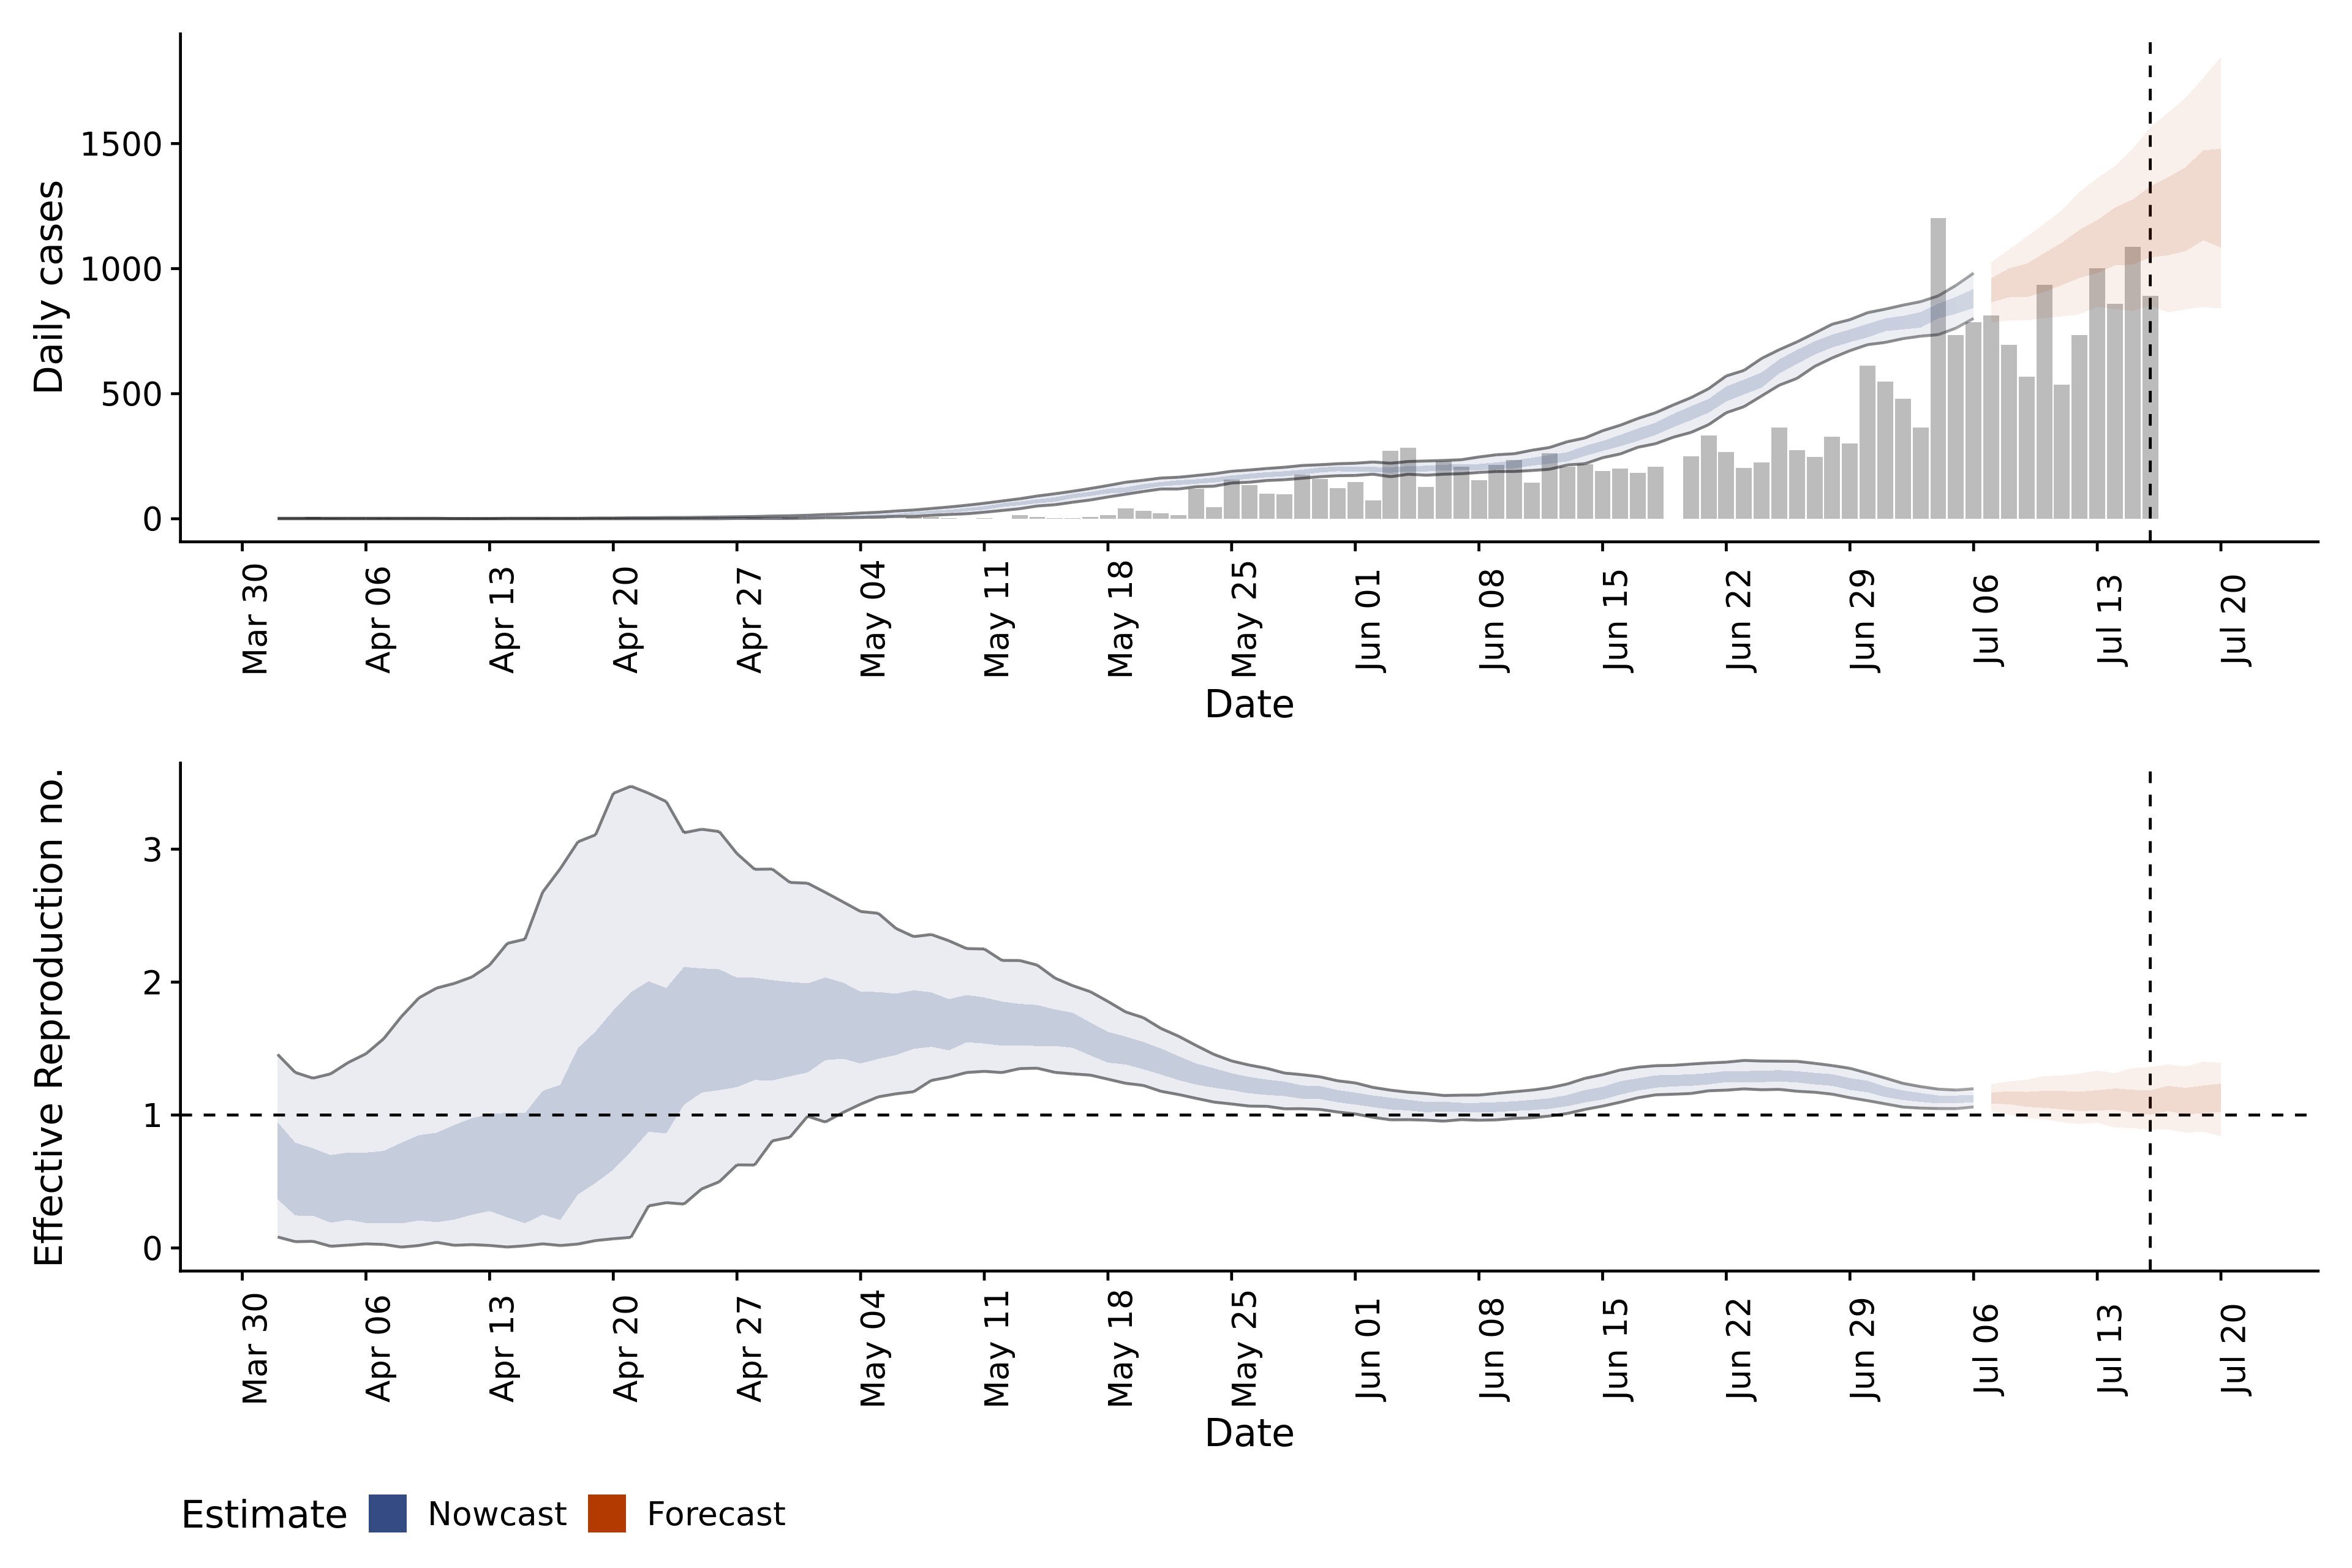 Daily cases
1500
1000
500
0
Mar 30
Apr 06
Apr 13
Apr 20
Apr 27
May 04
May 11
May 18
May 25
Jun 01
Jun 08
Jun 15
Jun 22
Jun 29
Jul 06
Jul 13
Jul 20
Date
Effective Reproduction no.
3
2
1
0
Mar 30
Apr 06
Apr 13
Apr 20
Apr 27
May 04
May 11
May 18
May 25
Jun 01
Jun 08
Jun 15
Jun 22
Jun 29
Jul 06
Jul 13
Jul 20
Date
Estimate Nowcast Forecast